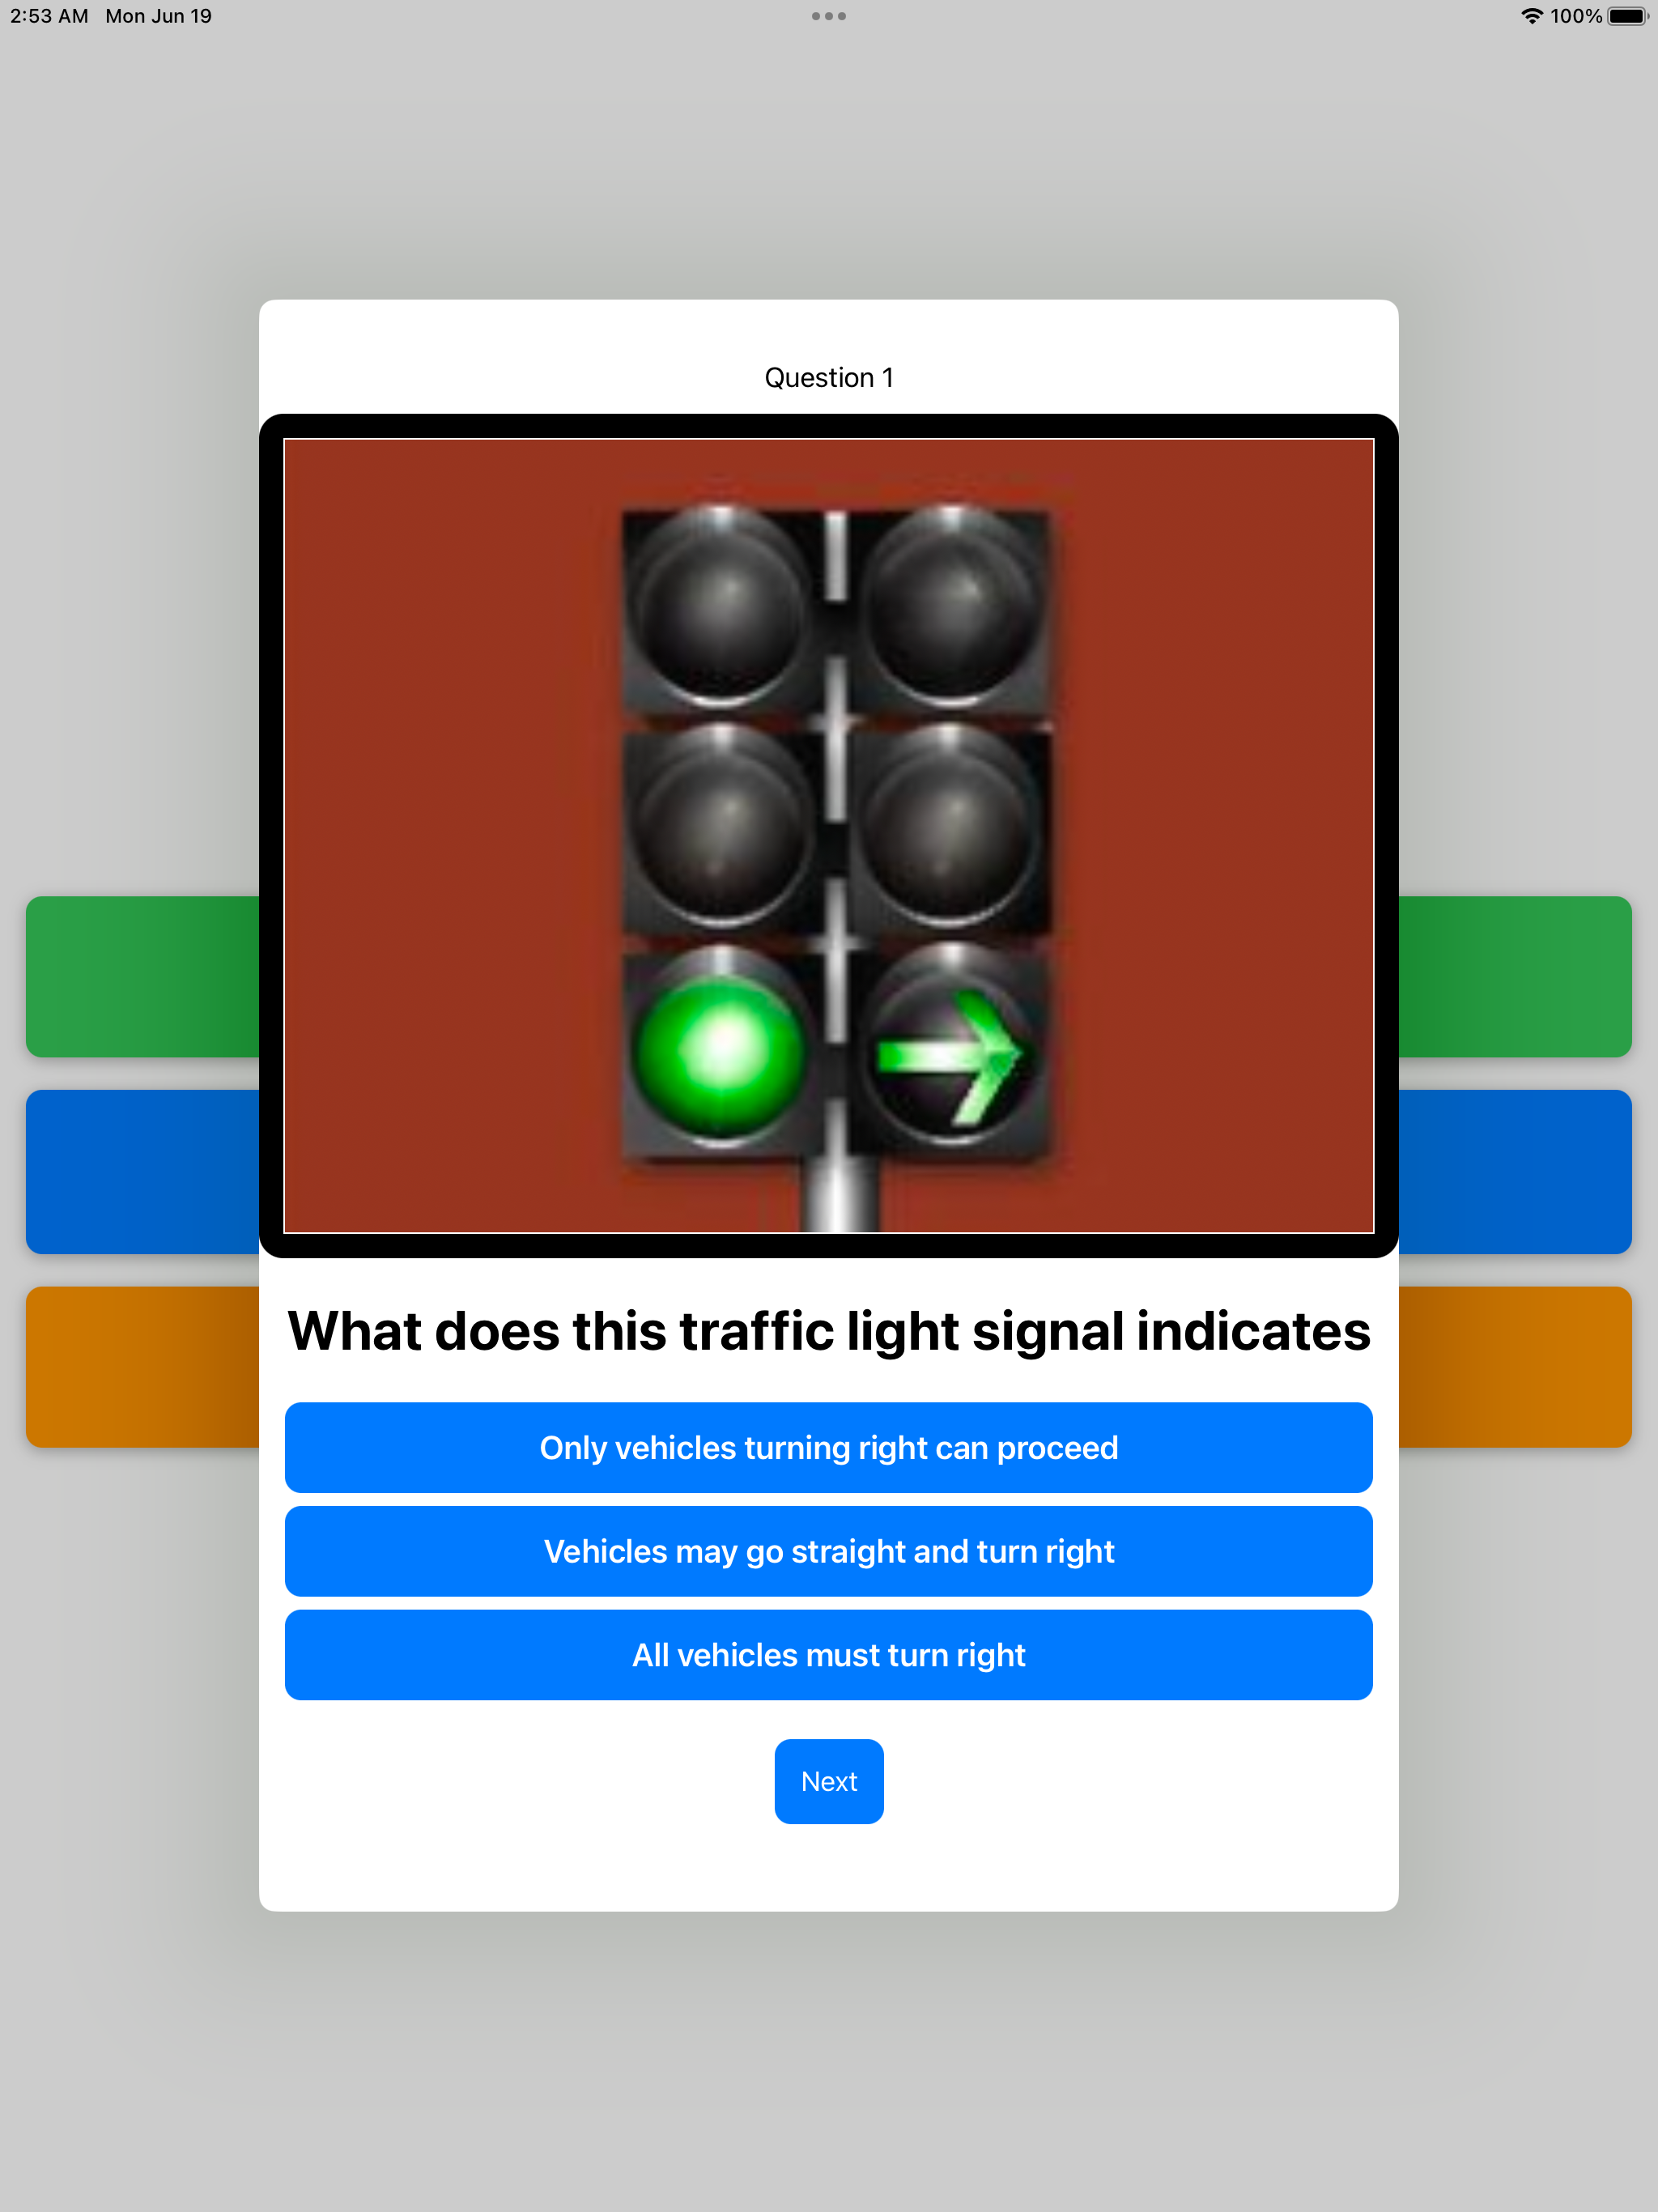 2:53 AM Mon Jun 19
100%
Question 1
What does this traffic light signal indicates
Only vehicles turning right can proceed
Vehicles may go straight and turn right
All vehicles must turn right
Next